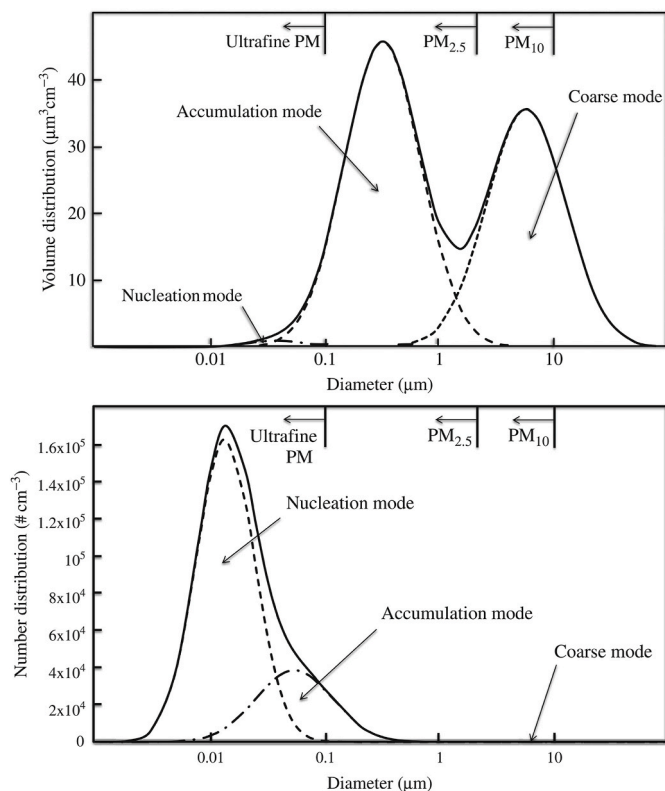 Ultrafine PM
PM2.5
PM10
Volume distribution (µm³cm⁻³)
40
30
20
10
Accumulation mode
Coarse mode
Nucleation mode
0.01
0.1
1
10
Diameter (µm)
Number distribution (# cm⁻³)
1.6x10⁵
1.4x10⁵
1.2x10⁵
10⁵
8x10⁴
6x10⁴
4x10⁴
2x10⁴
0
Ultrafine
PM
PM2.5
PM10
Nucleation mode
Accumulation mode
Coarse mode
0.01
0.1
1
10
Diameter (µm)